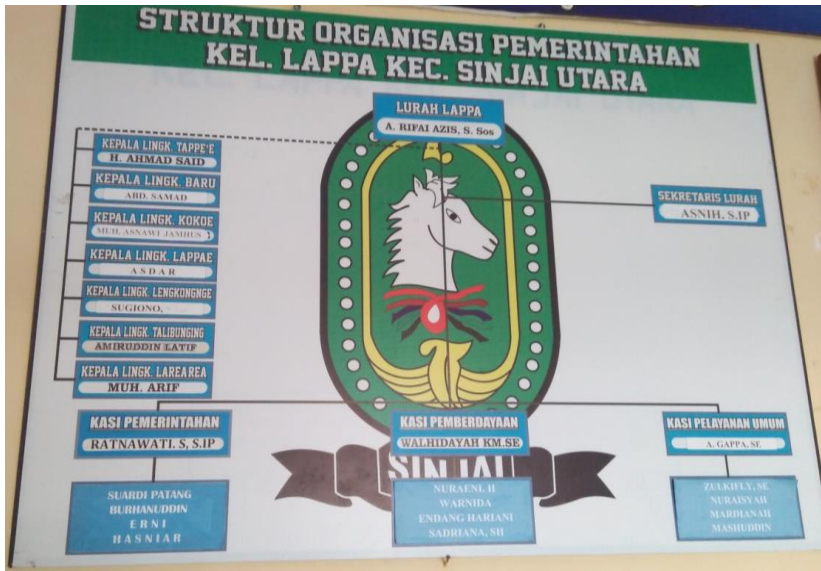 STRUKTUR ORGANISASI PEMERINTAHAN
KEL. LAPPA KEC. SINJAI UTARA
LURAH LAPPA
A. RIFAI AZIS, S. Sos
KEPALA LINGK. TAPPE'E
H. AHMAD SAID
KEPALA LINGK. BARU
ABD. SAMAD
KEPALA LINGK. KOKOE
MUH. ASNAWI JAMHUS
KEPALA LINGK. LAPPAE
ASDAR
KEPALA LINGK. LENGKONGNGE
SUGIONO,
KEPALA LINGK. TALIBUNGING
AMIRUDDIN LATIF
KEPALA LINGK. LAREAREA
MUH. ARIF
SEKRETARIS LURAH
ASNIH, S.IP
KASI PEMERINTAHAN
RATNAWATI. S, S.IP
SUARDI PATANG
BURHANUDDIN
ERNI
HASNIAR
KASI PEMBERDAYAAN
WALHIDAYAH KM.SE
SINJAI
NURAENI. H
WARNIDA
ENDANG HARIANI
SADRIANA, SH
KASI PELAYANAN UMUM
A. GAPPA, SE
ZULKIFLY, SE
NURAISYAH
MARDIANAH
MASHUDDIN